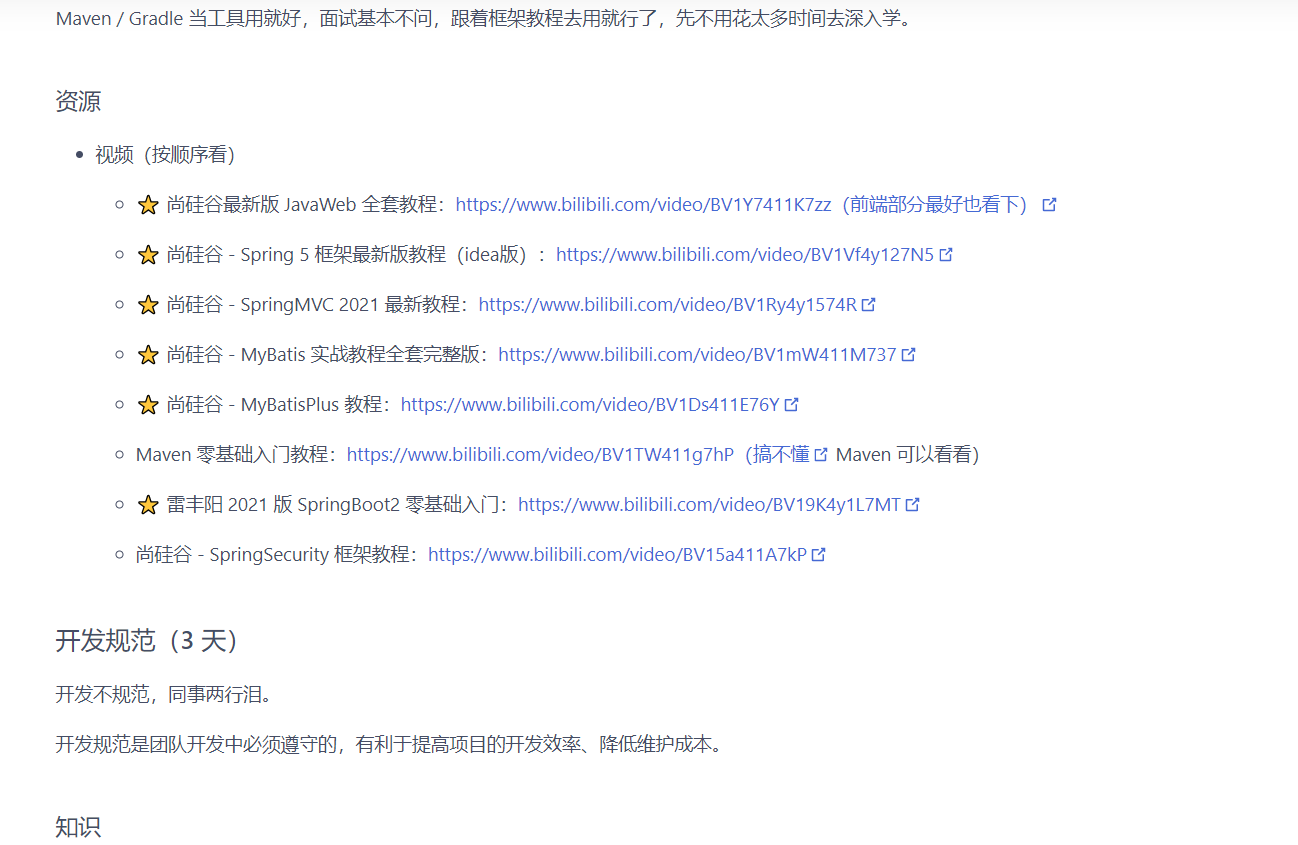 Maven / Gradle 当工具用就好，面试基本不问，跟着框架教程去用就行了，先不用花太多时间去深入学。
资源
视频（按顺序看）
尚硅谷最新版 JavaWeb 全套教程：https://www.bilibili.com/video/BV1Y7411K7zz（前端部分最好也看下）
尚硅谷 - Spring 5 框架最新版教程（idea版）：https://www.bilibili.com/video/BV1Vf4y127N5
尚硅谷 - SpringMVC 2021 最新教程：https://www.bilibili.com/video/BV1Ry4y1574R
尚硅谷 - MyBatis 实战教程全套完整版：https://www.bilibili.com/video/BV1mW411M737
尚硅谷 - MyBatisPlus 教程：https://www.bilibili.com/video/BV1Ds411E76Y
Maven 零基础入门教程：https://www.bilibili.com/video/BV1TW411g7hP（搞不懂 Maven 可以看看）
雷丰阳 2021 版 SpringBoot2 零基础入门：https://www.bilibili.com/video/BV19K4y1L7MT
尚硅谷 - SpringSecurity 框架教程：https://www.bilibili.com/video/BV15a411A7kP
开发规范（3 天）
开发不规范，同事两行泪。
开发规范是团队开发中必须遵守的，有利于提高项目的开发效率、降低维护成本。
知识